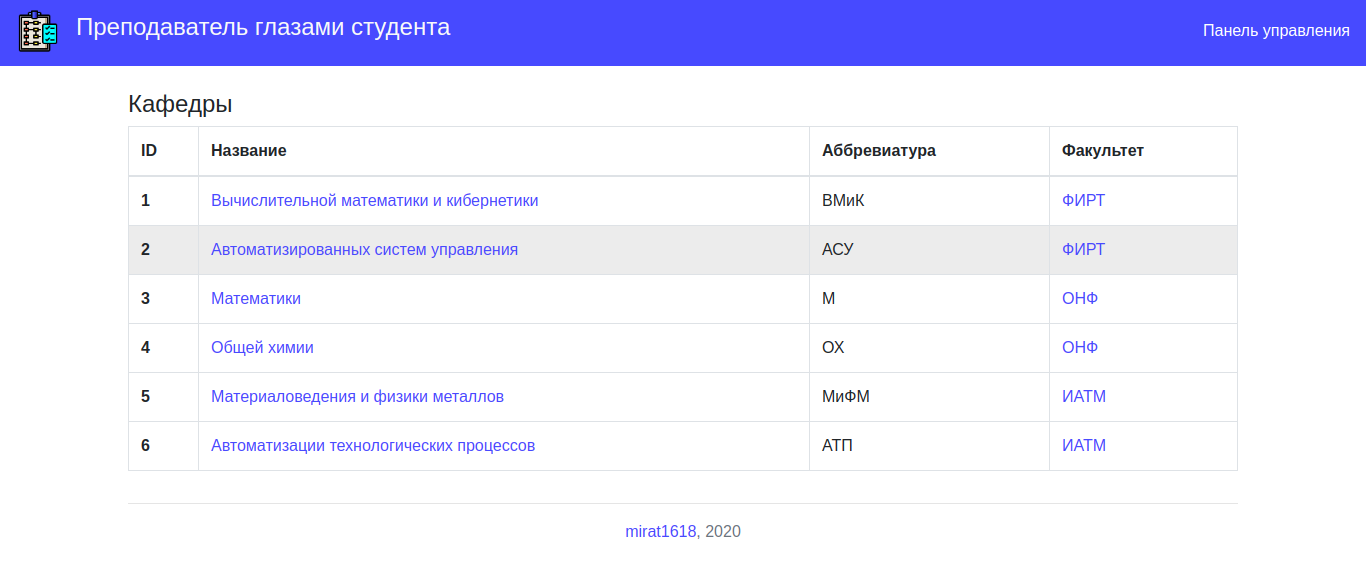 Преподаватель глазами студента
Панель управления
Кафедры
ID Название Аббревиатура Факультет
1 Вычислительной математики и кибернетики ВМиК ФИРТ
2 Автоматизированных систем управления АСУ ФИРТ
3 Математики М ОНФ
4 Общей химии ОХ ОНФ
5 Материаловедения и физики металлов МиФМ ИАТМ
6 Автоматизации технологических процессов АТП ИАТМ
mirat1618, 2020